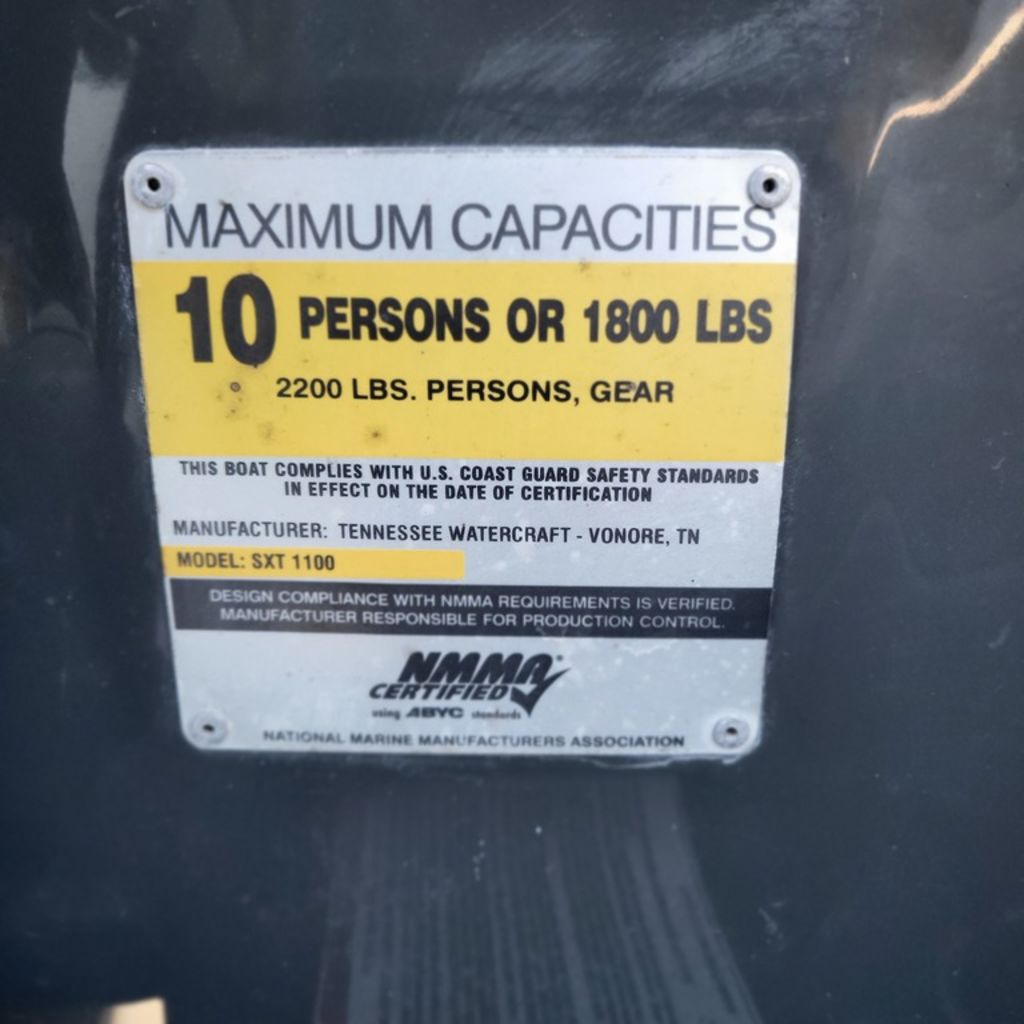 MAXIMUM CAPACITIES
10 PERSONS OR 1800 LBS
2200 LBS. PERSONS, GEAR
THIS BOAT COMPLIES WITH U.S. COAST GUARD SAFETY STANDARDS
IN EFFECT ON THE DATE OF CERTIFICATION
MANUFACTURER: TENNESSEE WATERCRAFT - VONORE, TN
MODEL: SXT 1100
DESIGN COMPLIANCE WITH NMMA REQUIREMENTS IS VERIFIED.
MANUFACTURER RESPONSIBLE FOR PRODUCTION CONTROL.
NMMA
CERTIFIED
using ABYC standards
NATIONAL MARINE MANUFACTURERS ASSOCIATION